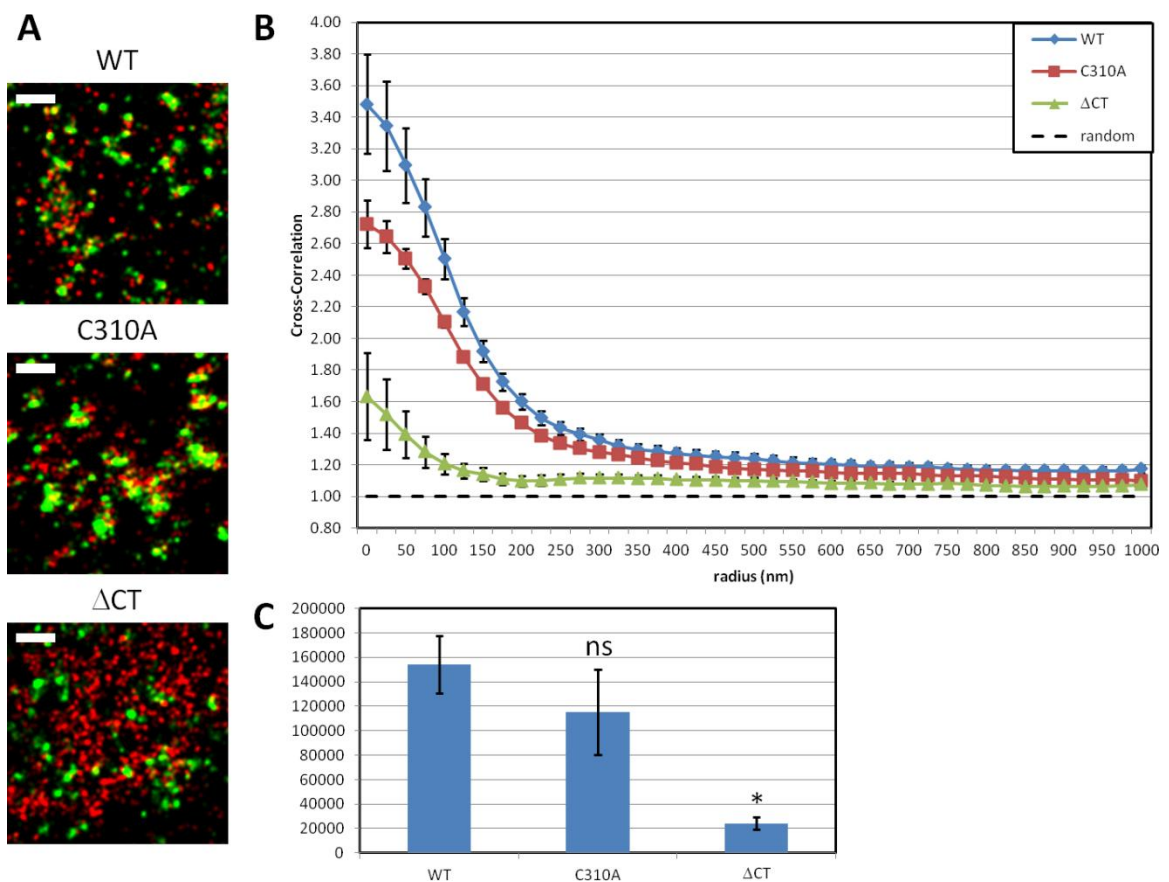 A
WT
C310A
ΔCT
B
4.00
3.80
3.60
3.40
3.20
3.00
2.80
2.60
2.40
2.20
2.00
1.80
1.60
1.40
1.20
1.00
0.80
Cross-Correlation
0 50 100 150 200 250 300 350 400 450 500 550 600 650 700 750 800 850 900 950 1000
radius (nm)
WT
C310A
ΔCT
random
C
200000
180000
160000
140000
120000
100000
80000
60000
40000
20000
0
ns
*
WT C310A ΔCT